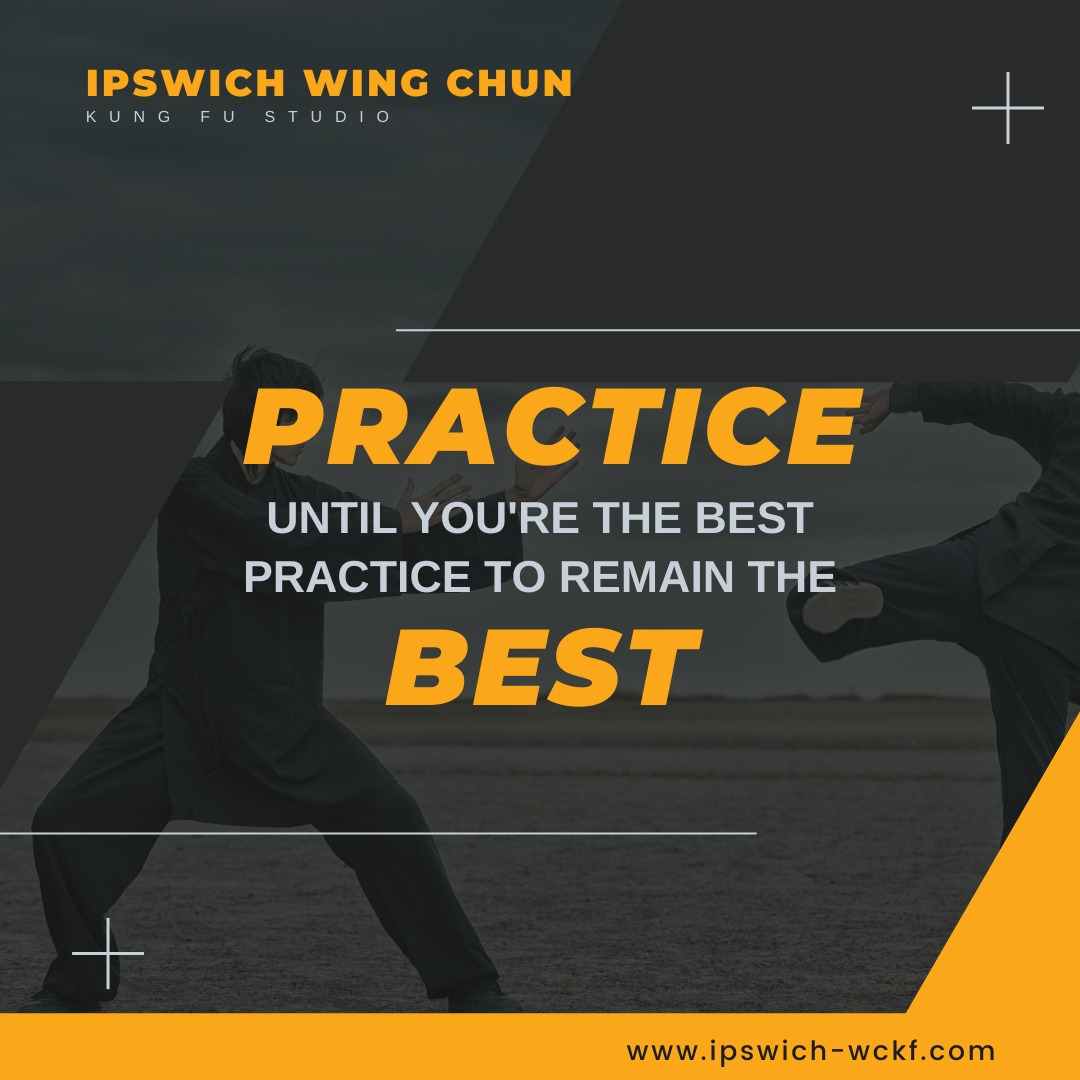 IPSWICH WING CHUN
KUNG FU STUDIO
PRACTICE
UNTIL YOU'RE THE BEST
PRACTICE TO REMAIN THE
BEST
www.ipswich-wckf.com